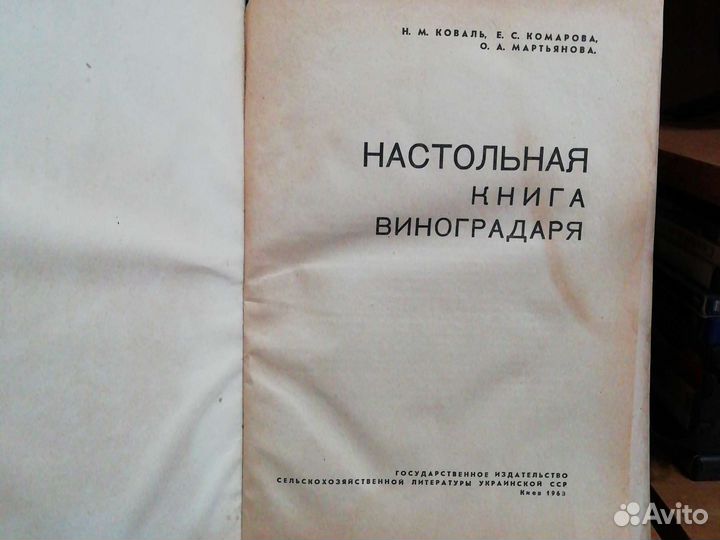 Н. М. КОВАЛЬ, Е. С. КОМАРОВА,
О. А. МАРТЬЯНОВА.
НАСТОЛЬНАЯ
КНИГА
ВИНОГРАДАРЯ
ГОСУДАРСТВЕННОЕ ИЗДАТЕЛЬСТВО
СЕЛЬСКОХОЗЯЙСТВЕННОЙ ЛИТЕРАТУРЫ УКРАИНСКОЙ ССР
Киев 1963
Avito